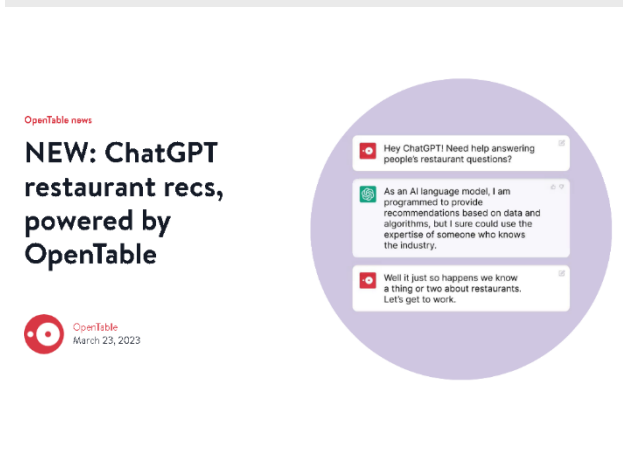 OpenTable news
NEW: ChatGPT
restaurant recs,
powered by
OpenTable
OpenTable
March 23, 2023
Hey ChatGPT! Need help answering
people's restaurant questions?
As an AI language model, I am
programmed to provide
recommendations based on data and
algorithms, but I sure could use the
expertise of someone who knows
the industry.
Well it just so happens we know
a thing or two about restaurants.
Let's get to work.